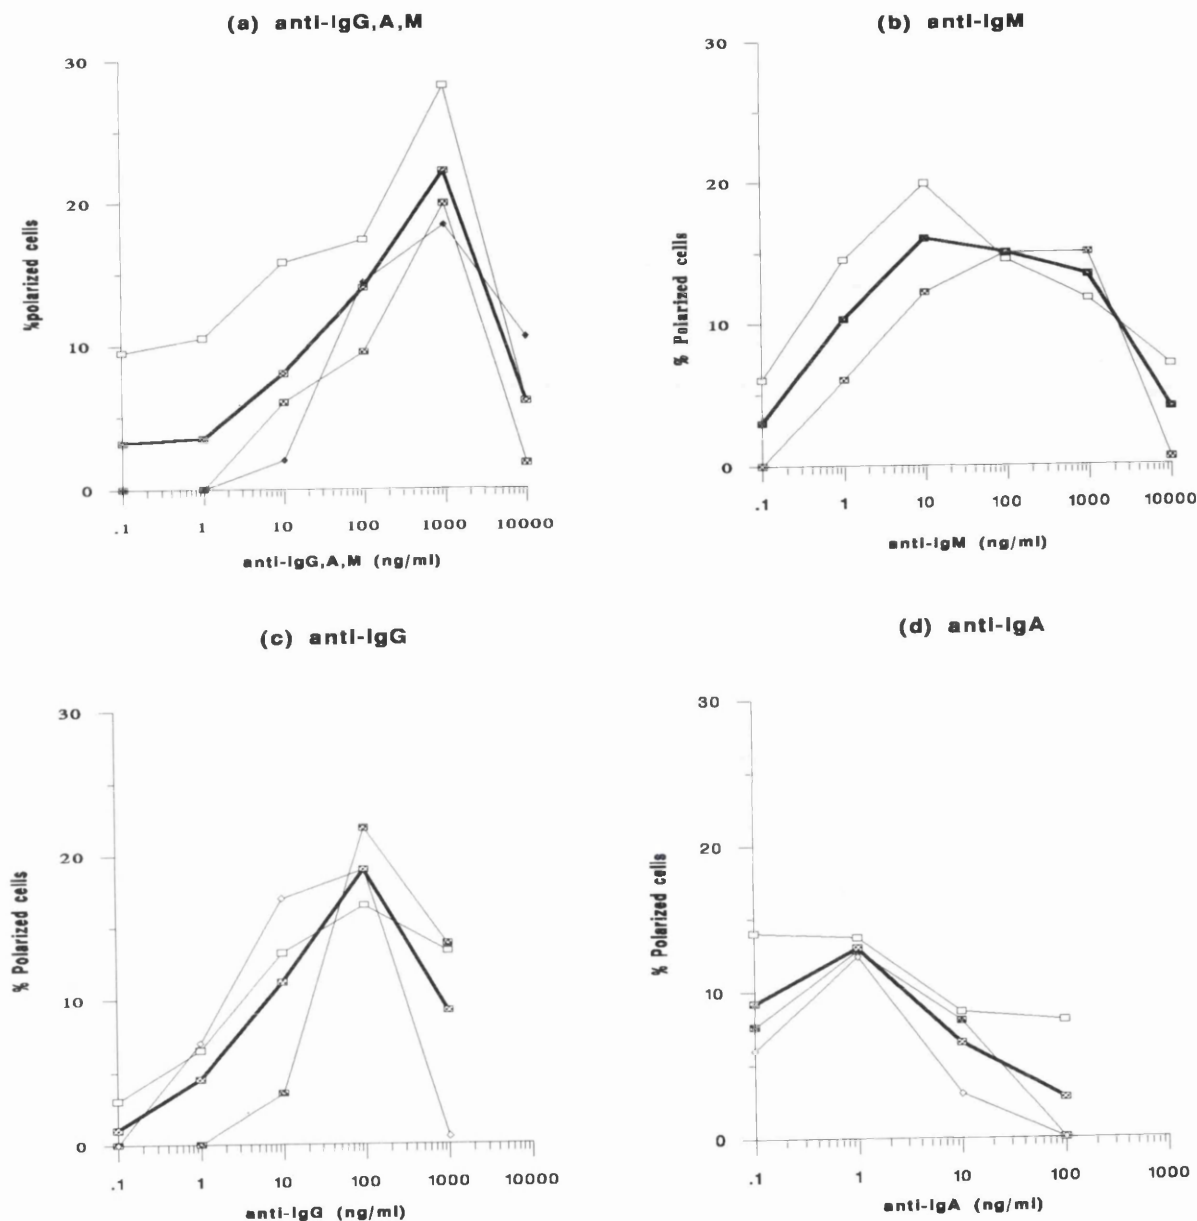 (a) anti-IgG,A,M
%polarized cells
30
20
10
0
.1 1 10 100 1000 10000
anti-IgG,A,M (ng/ml)
(b) anti-IgM
% Polarized cells
30
20
10
0
.1 1 10 100 1000 10000
anti-IgM (ng/ml)
(c) anti-IgG
% Polarized cells
30
20
10
0
.1 1 10 100 1000 10000
anti-IgG (ng/ml)
(d) anti-IgA
% Polarized cells
30
20
10
0
.1 1 10 100 1000
anti-IgA (ng/ml)